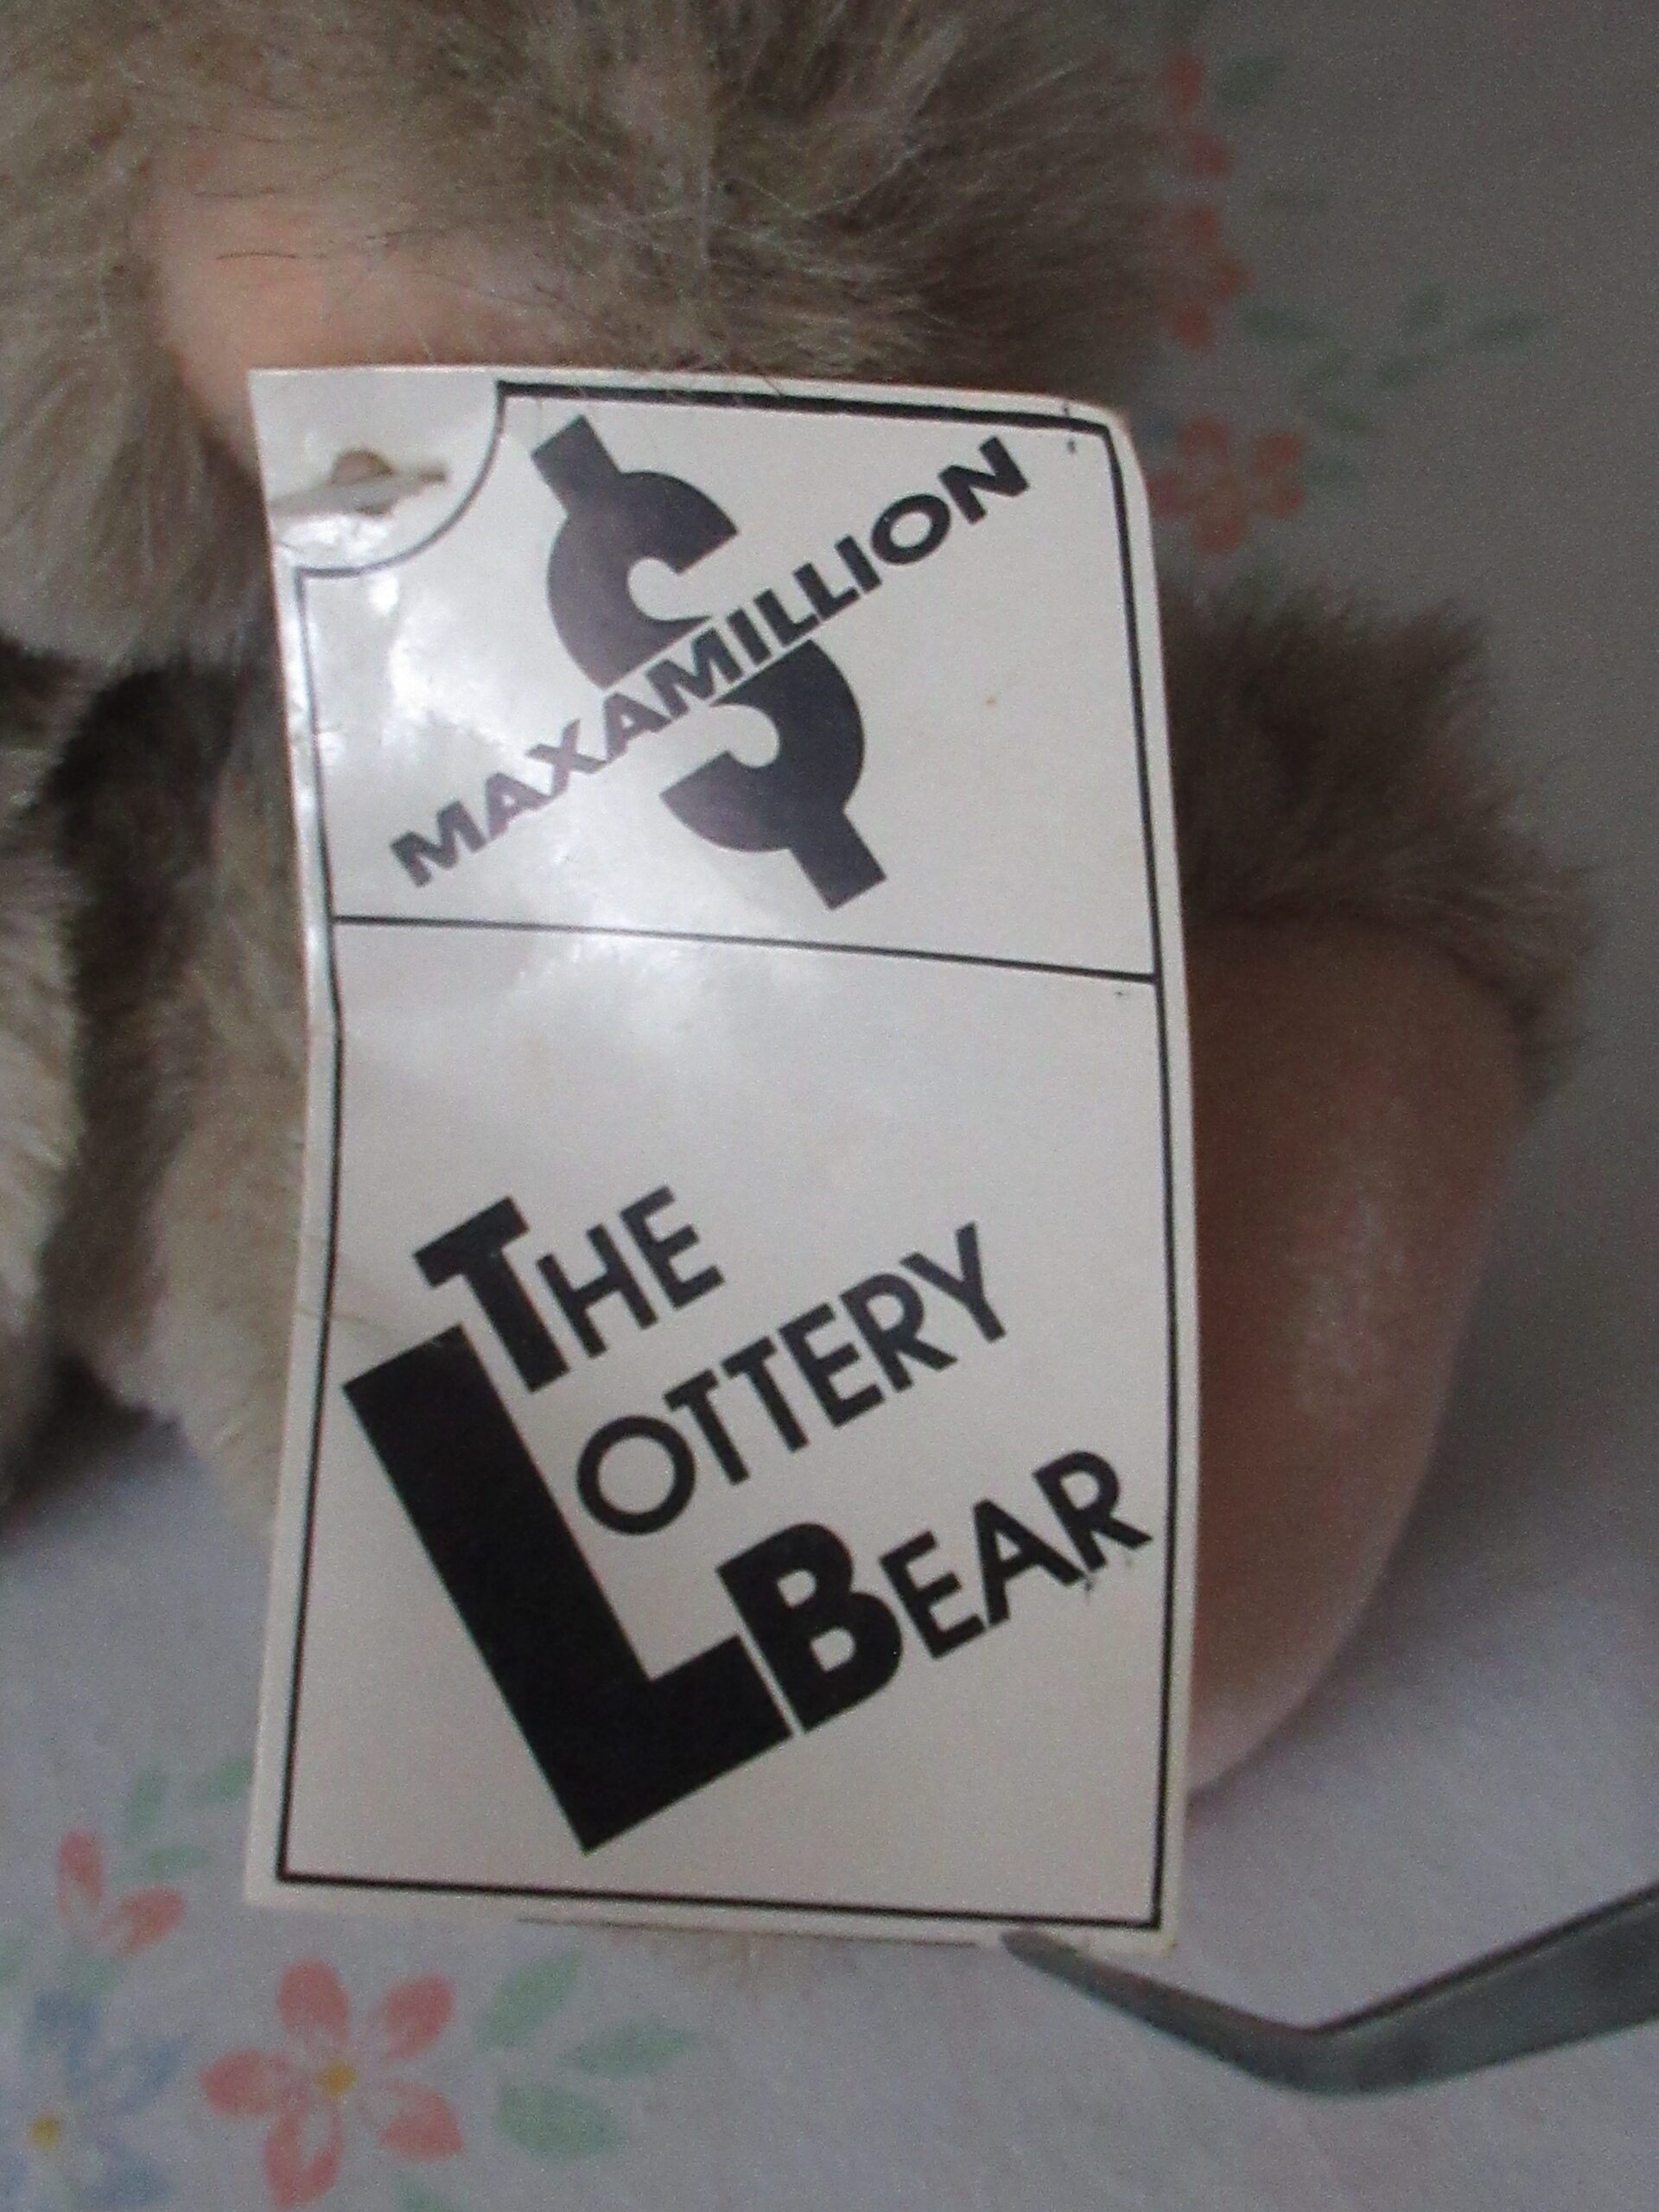 $
MAXAMILLION
THE
LOTTERY
BEAR